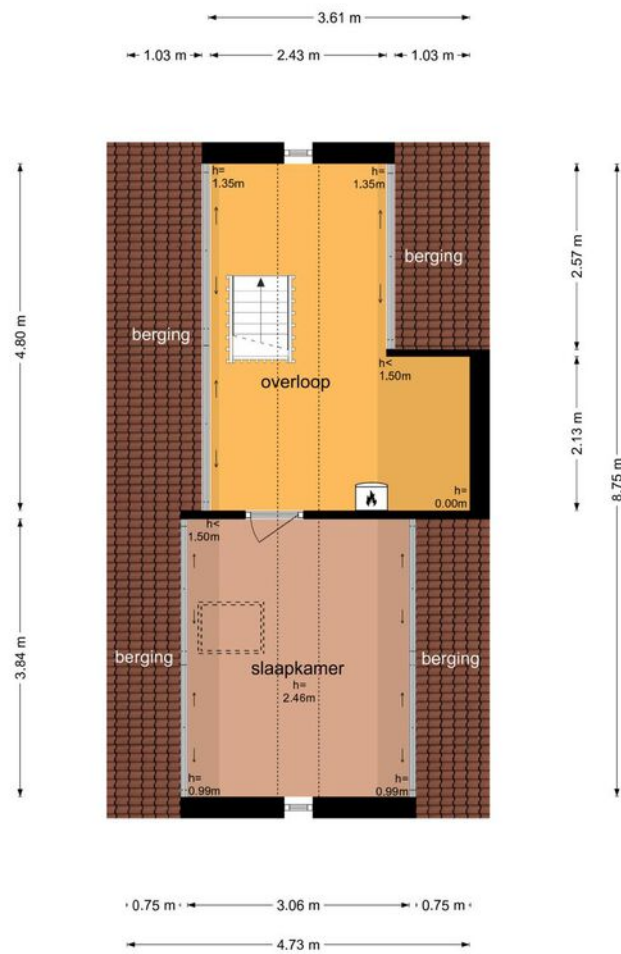 3.61 m
1.03 m
2.43 m
1.03 m
h=
1.35m
h=
1.35m
berging
2.57 m
berging
4.80 m
h<
1.50m
overloop
2.13 m
8.75 m
h=
0.00m
h<
1.50m
berging
slaapkamer
berging
h=
2.46m
3.84 m
h=
0.99m
h=
0.99m
0.75 m
3.06 m
0.75 m
4.73 m